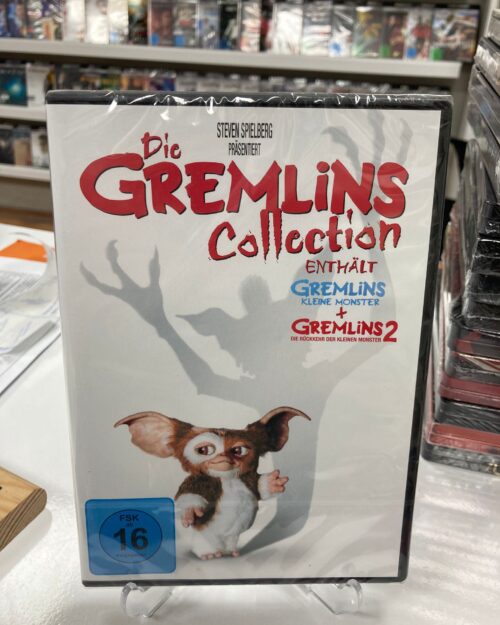 STEVEN SPIELBERG
PRÄSENTIERT
Die
GREMLiNS
Collection
ENTHÄLT
GREMLiNS
KLEINE MONSTER
+
GREMLiNS 2
DIE RÜCKKEHR DER KLEINEN MONSTER
FSK
ab
16